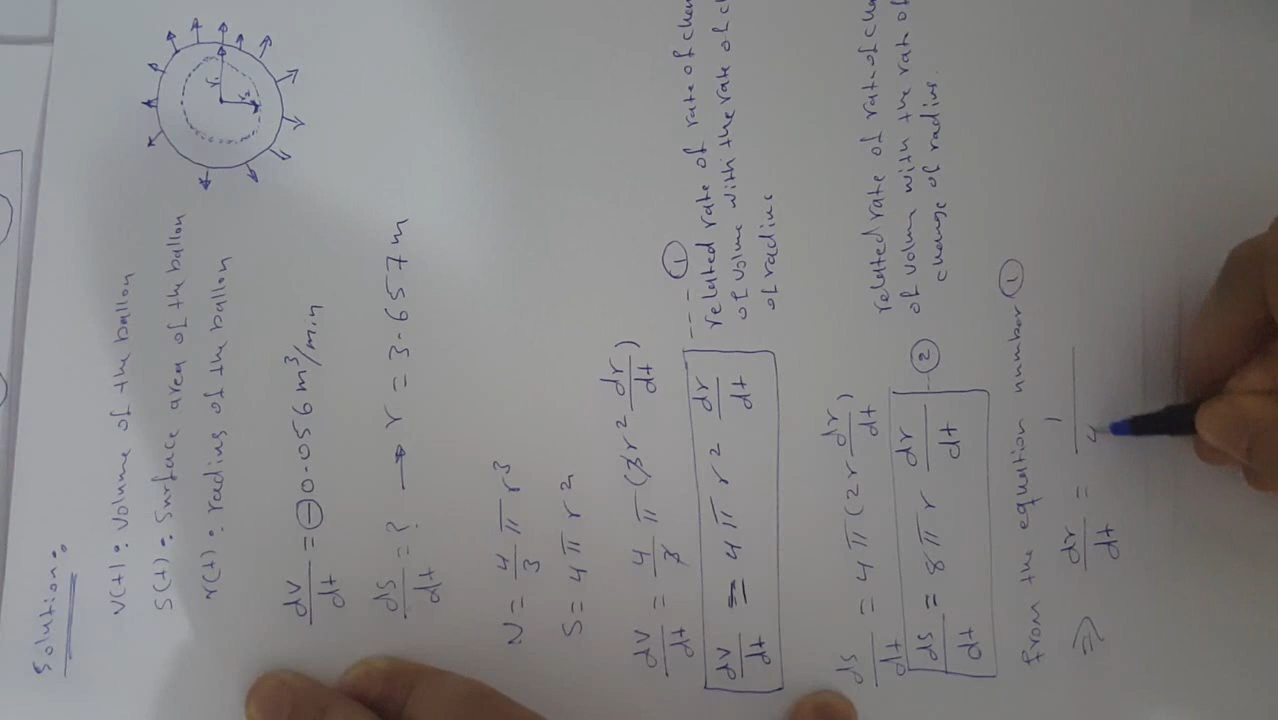 Solution:
V(t): Volume of the ballon
S(t): Surface area of the ballon
r(t): radius of the ballon
r1
r2
dV/dt = -0.056 m³/min
dS/dt = ? → r = 3.657 m
V = 4/3 π r³
S = 4 π r²
dV/dt = 4/3 π (3r² dr/dt)
dV/dt = 4 π r² dr/dt --- ①
related rate of rate of chan
of volume with the rate of c
of radius
dS/dt = 4 π (2r dr/dt)
dS/dt = 8 π r dr/dt -- ②
related rate of rate of cha
of volum with the rate of
change of radius.
From the equation number ①
⇒ dr/dt = 1/4